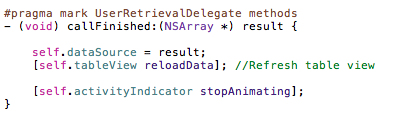 #pragma mark UserRetrievalDelegate methods
- (void) callFinished:(NSArray *) result {
self.dataSource = result;
[self.tableView reloadData]; //Refresh table view
[self.activityIndicator stopAnimating];
}